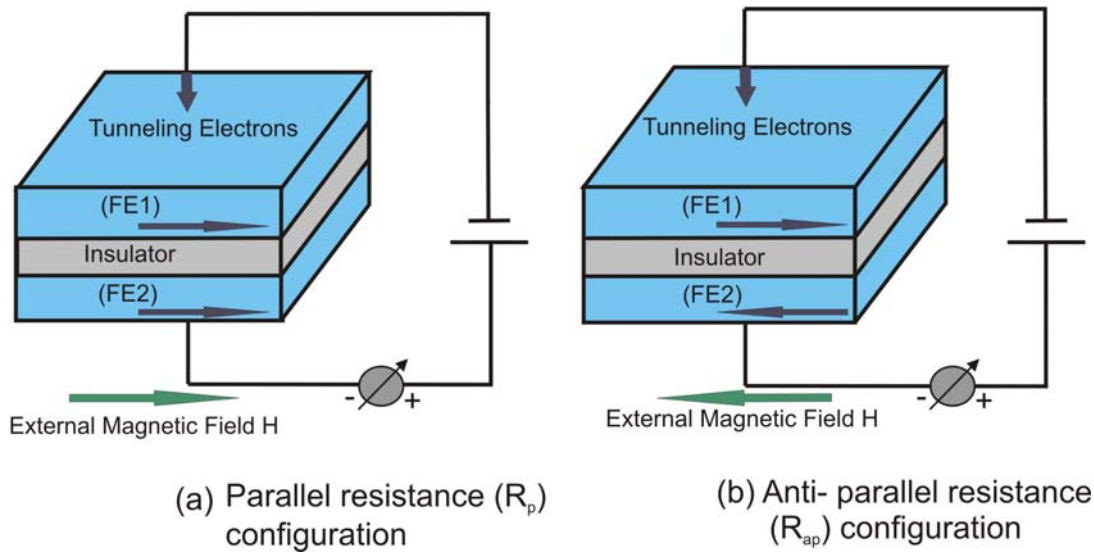 Tunneling Electrons
(FE1)
Insulator
(FE2)
- +
External Magnetic Field H
(a) Parallel resistance (Rₚ)
configuration
Tunneling Electrons
(FE1)
Insulator
(FE2)
- +
External Magnetic Field H
(b) Anti- parallel resistance
(Rₐₚ) configuration